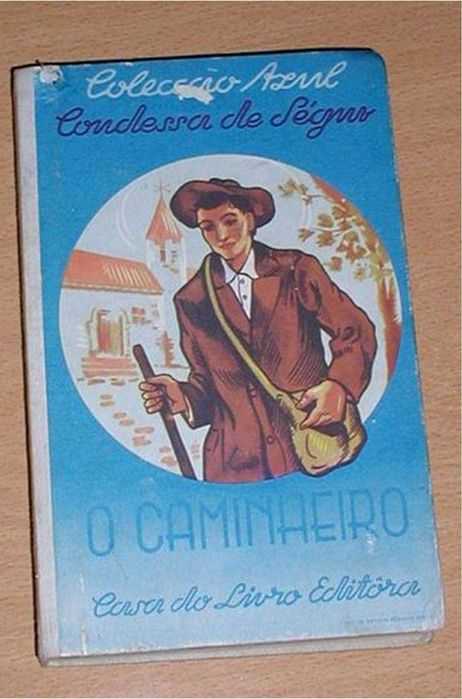 Colecção Azul
Condessa de Ségur
O CAMINHEIRO
Casa do Livro Editôra